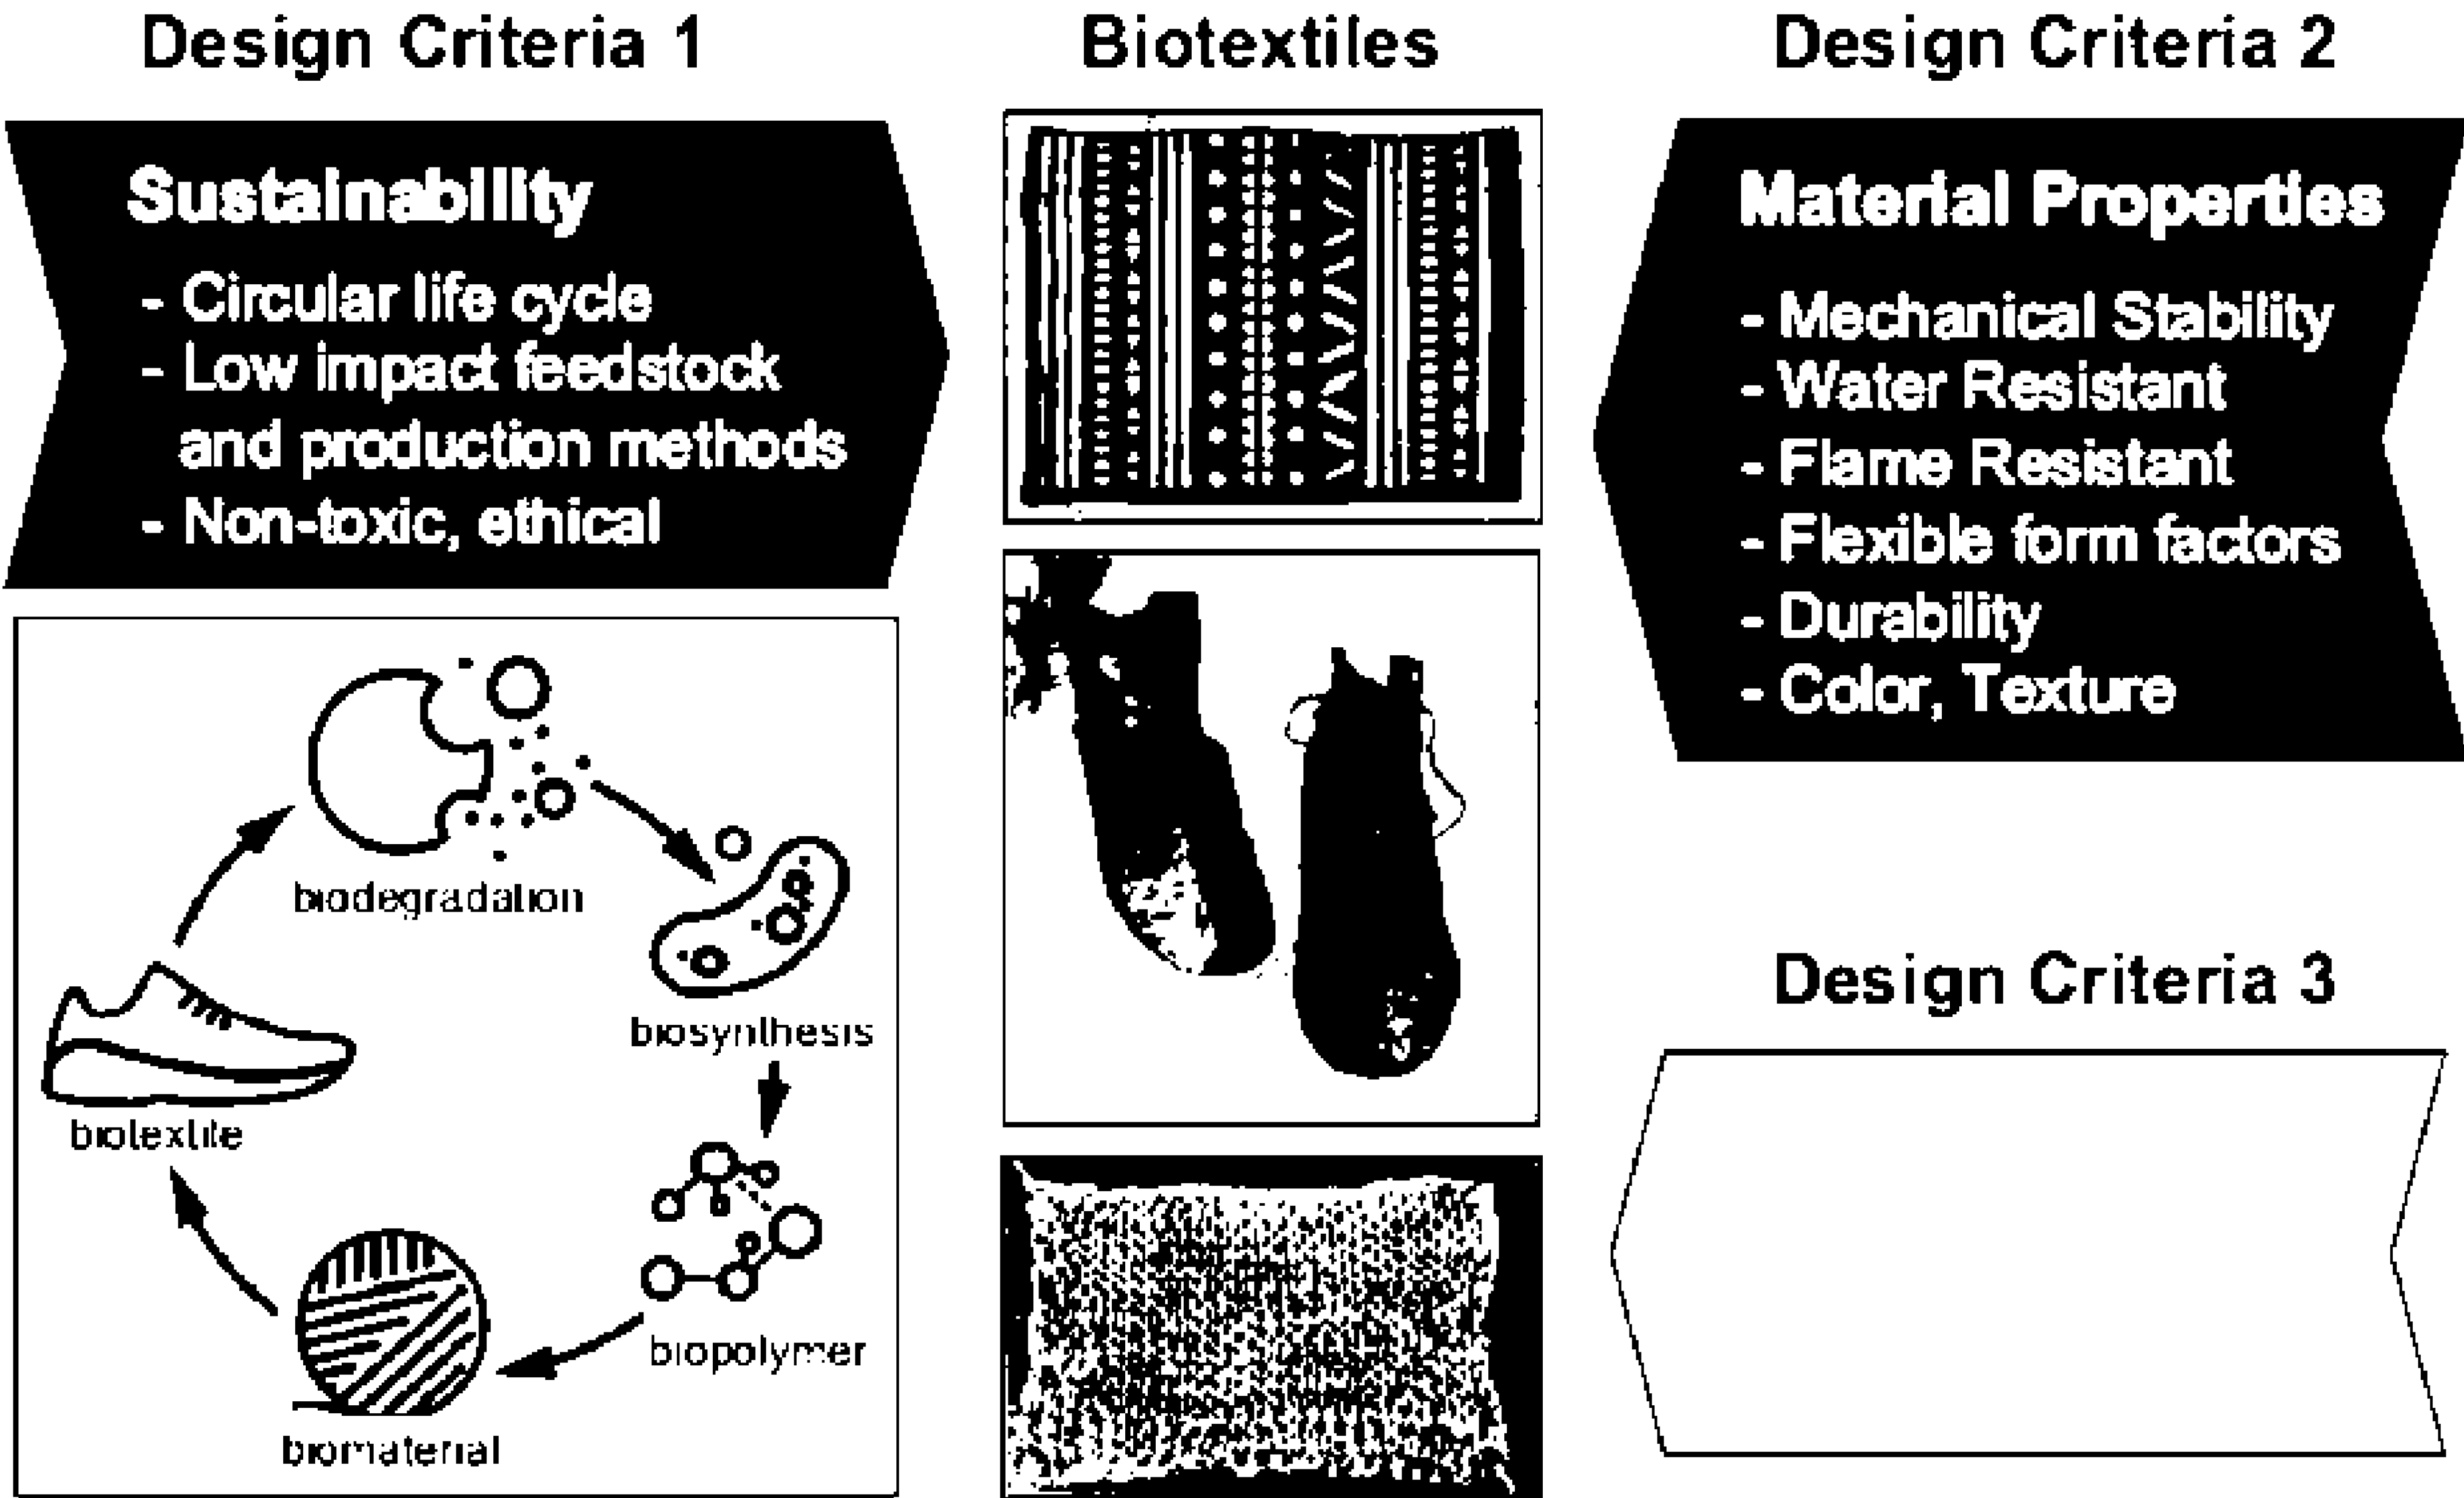 Design Criteria 1
Sustainability
- Circular life cycle
- Low impact feedstock
and production methods
- Non-toxic, ethical
biodegradation
biosynthesis
biopolymer
biomaterial
biotextile
Biotextiles
Design Criteria 2
Material Properties
- Mechanical Stability
- Water Resistant
- Flame Resistant
- Flexible form factors
- Durability
- Color, Texture
Design Criteria 3